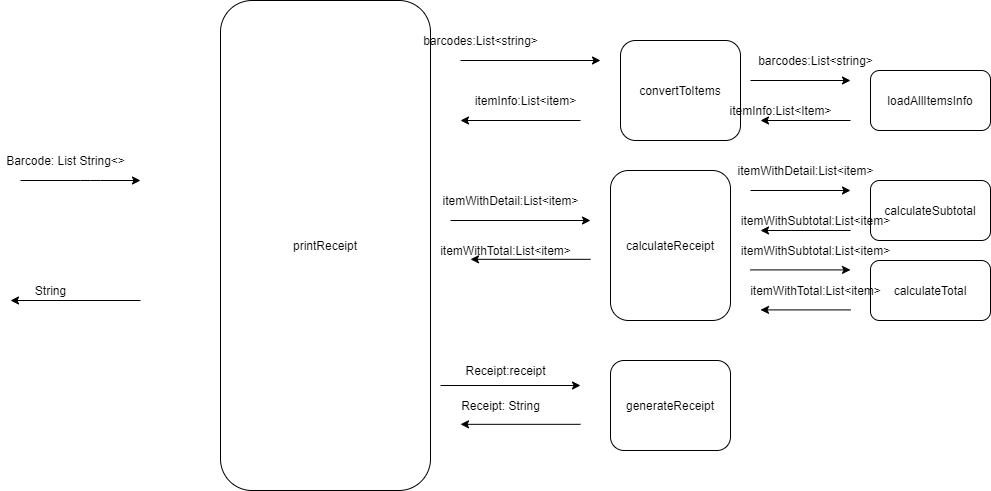 barcodes:List<string>
barcodes:List<string>
convertToItems
itemInfo:List<item>
itemInfo:List<Item>
loadAllItemsInfo
Barcode: List String<>
itemWithDetail:List<item>
itemWithDetail:List<item>
calculateSubtotal
itemWithSubtotal:List<item>
printReceipt
calculateReceipt
itemWithTotal:List<item>
itemWithSubtotal:List<item>
String
itemWithTotal:List<item>
calculateTotal
Receipt:receipt
Receipt: String
generateReceipt